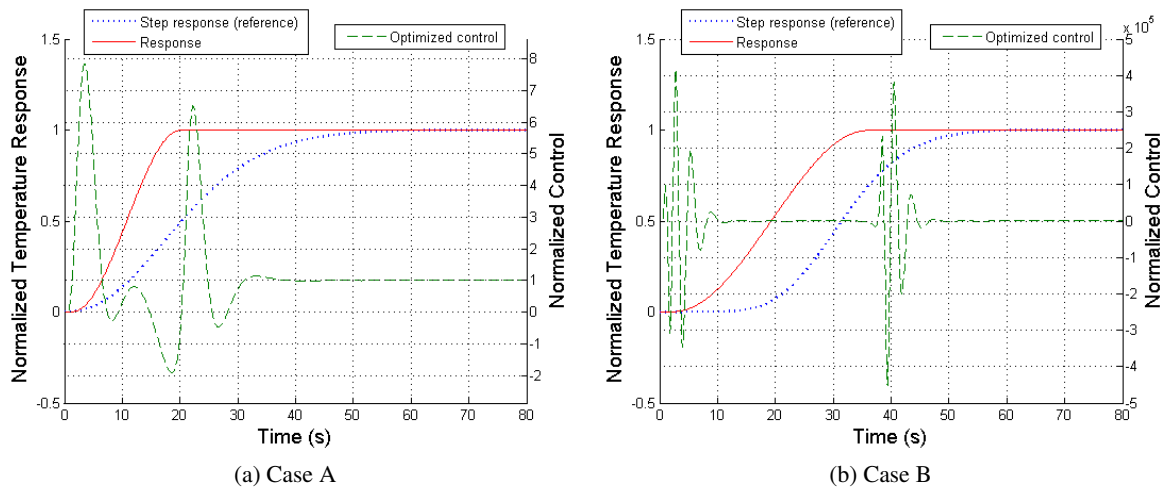 Step response (reference)
Response
Optimized control
1.5
1
0.5
0
-0.5
8
7
6
5
4
3
2
1
0
-1
-2
0 10 20 30 40 50 60 70 80
Normalized Temperature Response
Normalized Control
Time (s)
(a) Case A
Step response (reference)
Response
Optimized control
x 10^5
1.5
1
0.5
0
-0.5
5
4
3
2
1
0
-1
-2
-3
-4
-5
0 10 20 30 40 50 60 70 80
Normalized Temperature Response
Normalized Control
Time (s)
(b) Case B